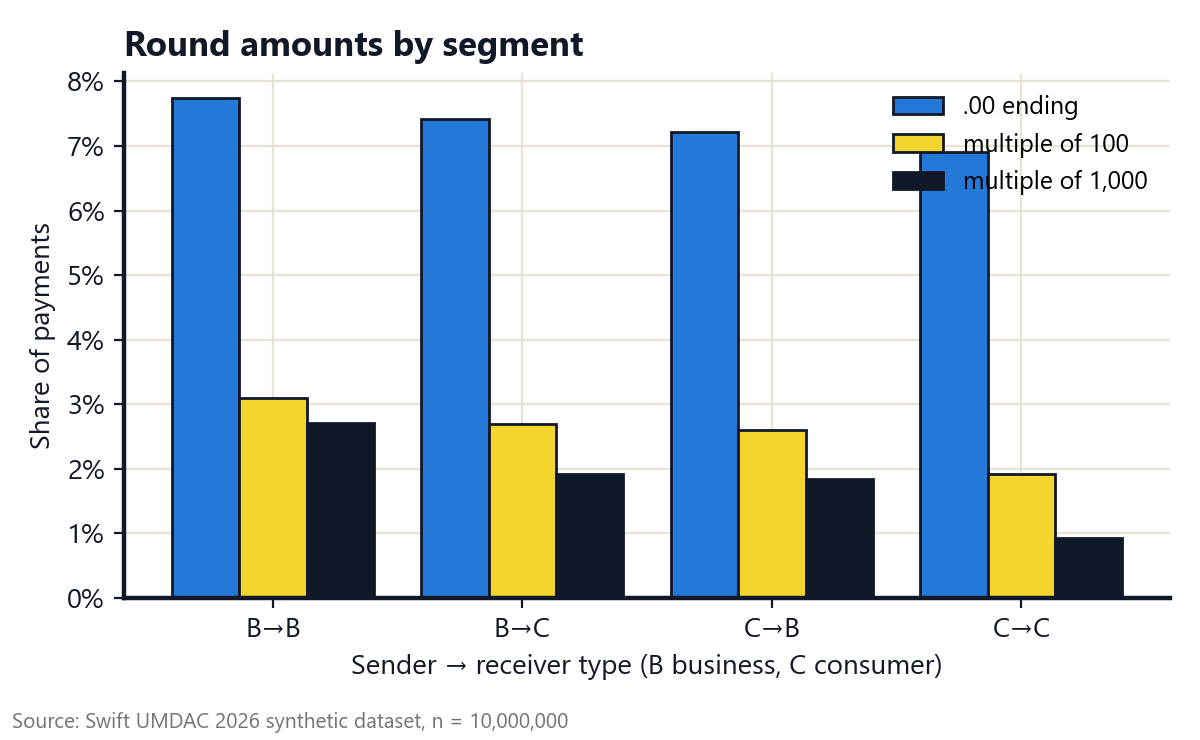 Round amounts by segment
8%
7%
6%
5%
4%
3%
2%
1%
0%
Share of payments
.00 ending
multiple of 100
multiple of 1,000
B→B
B→C
C→B
C→C
Sender → receiver type (B business, C consumer)
Source: Swift UMDAC 2026 synthetic dataset, n = 10,000,000